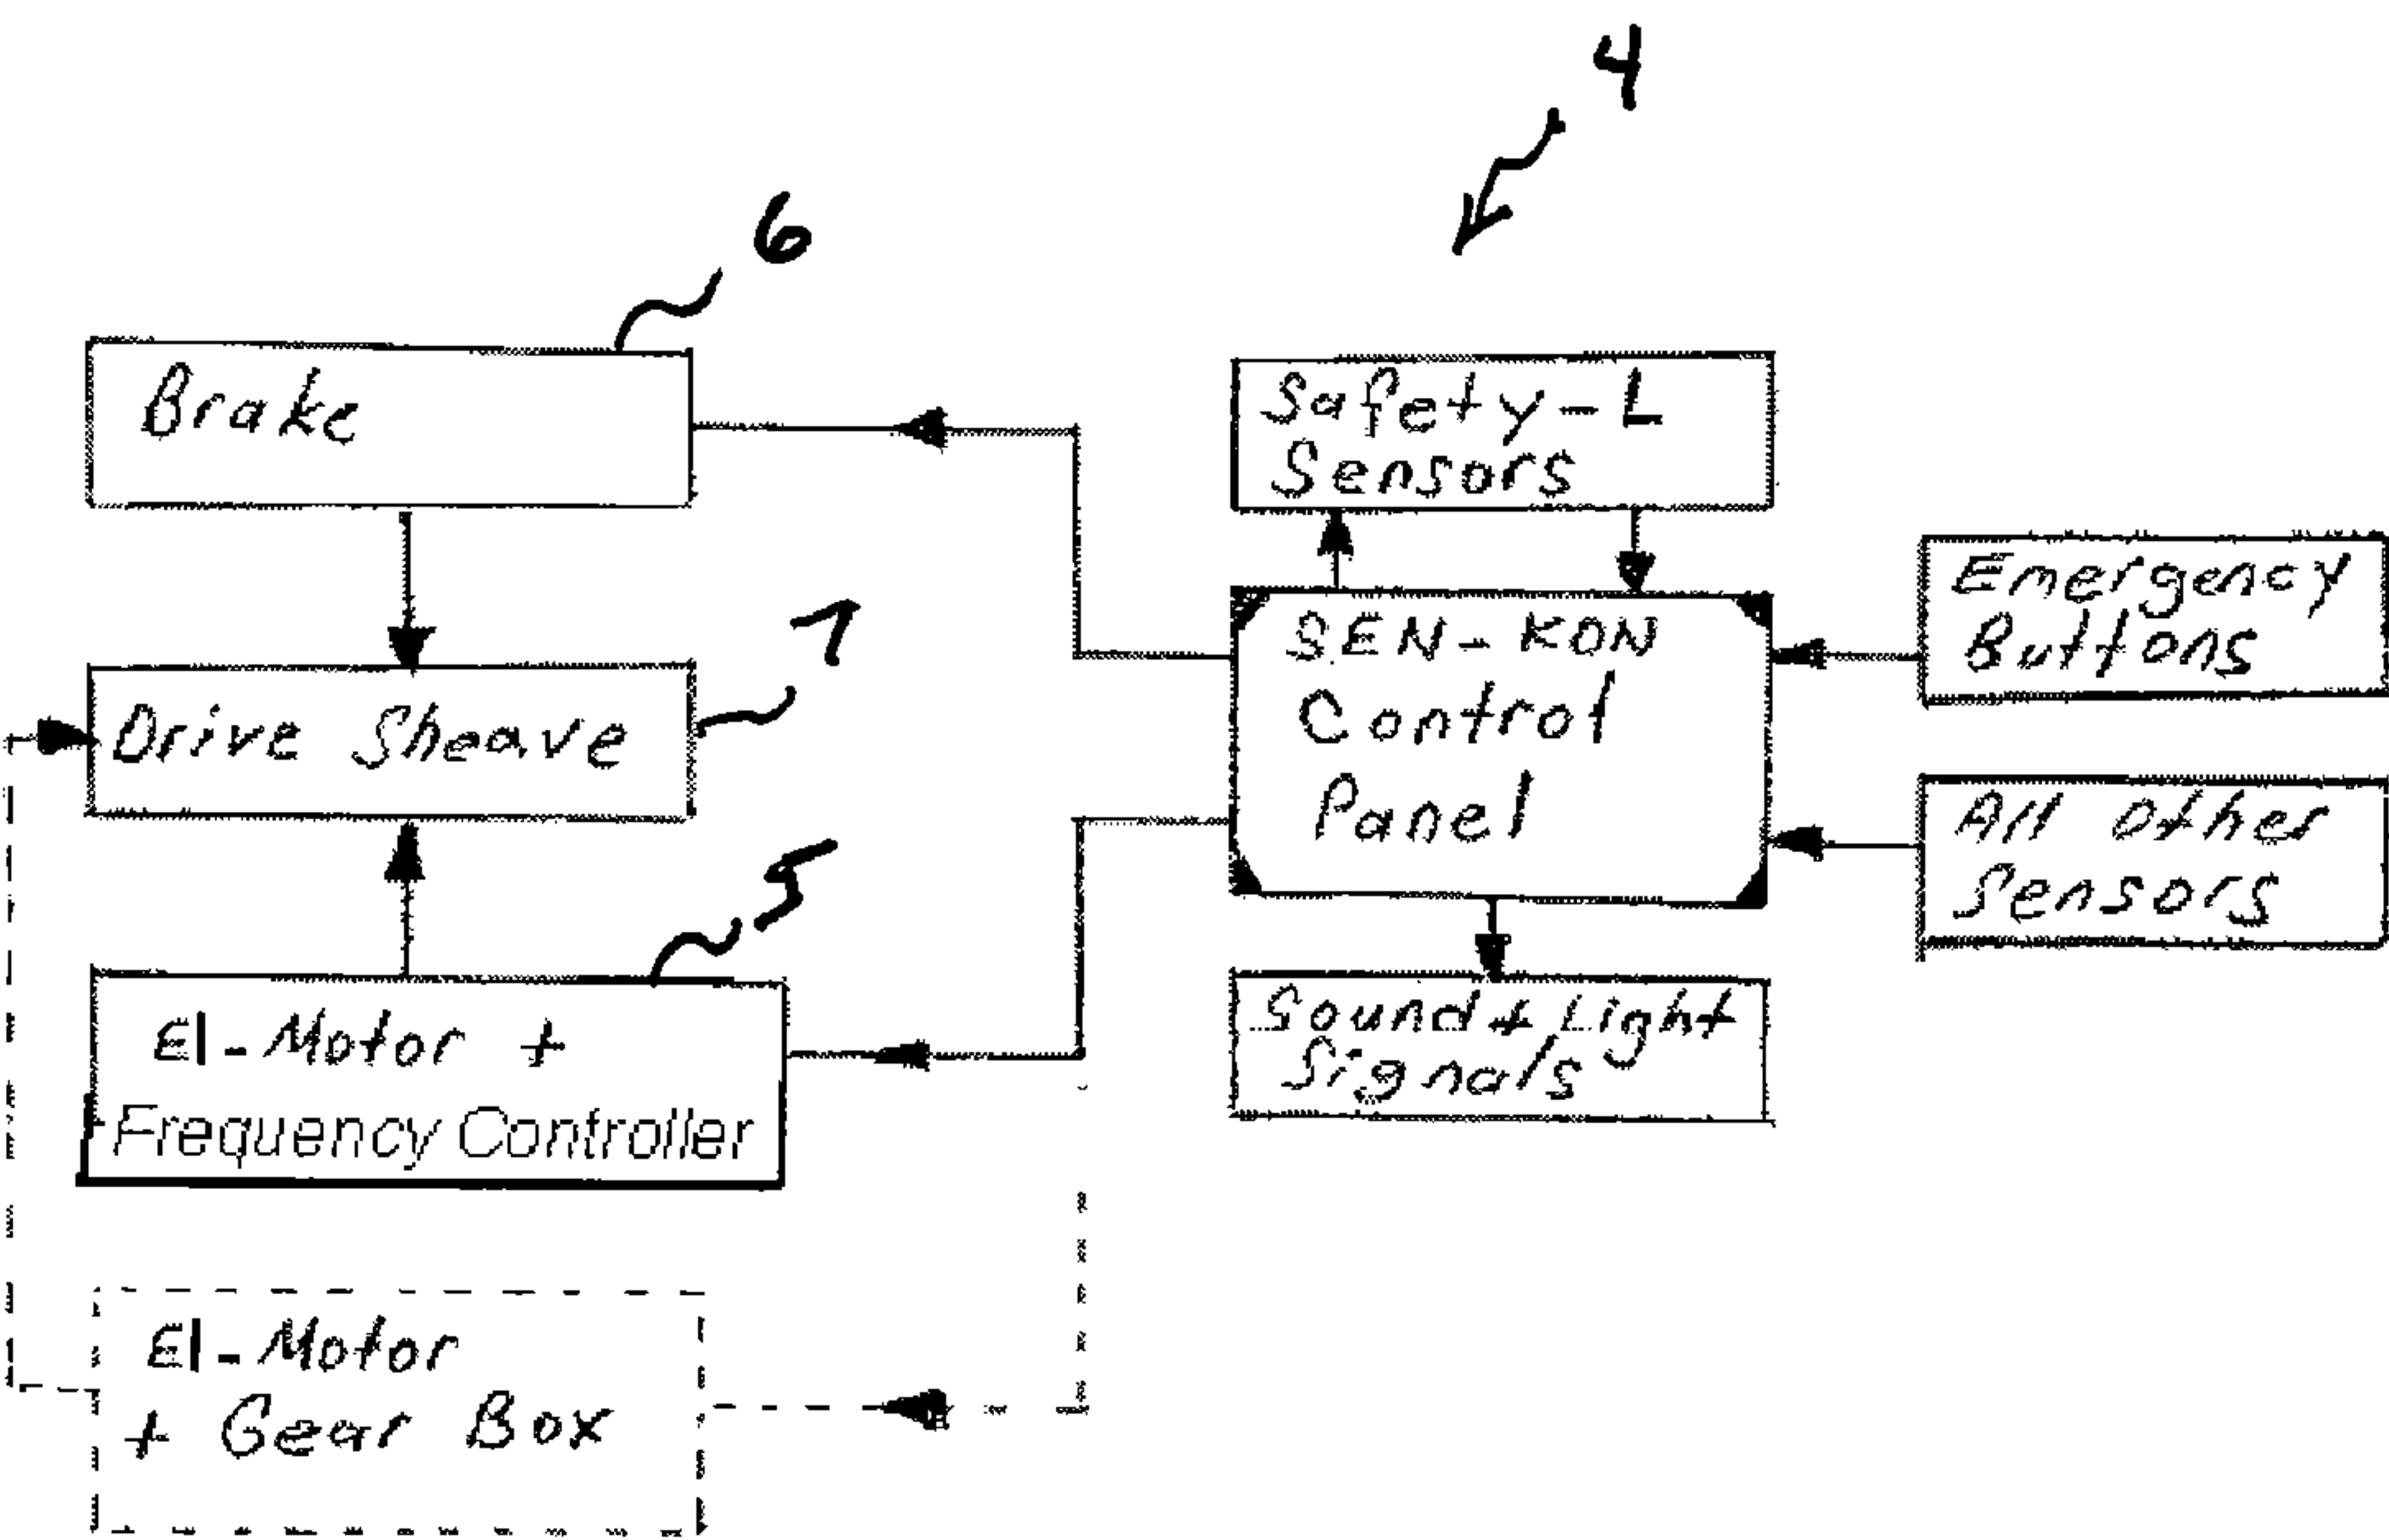 4
6
Brake
Safety-L
Sensors
Emergency
Buttons
SEN-KON
Control
Panel
7
Drive Sheave
All Other
Sensors
5
El-Motor +
Frequency Controller
Sound + Light
Signals
El-Motor
+ Gear Box